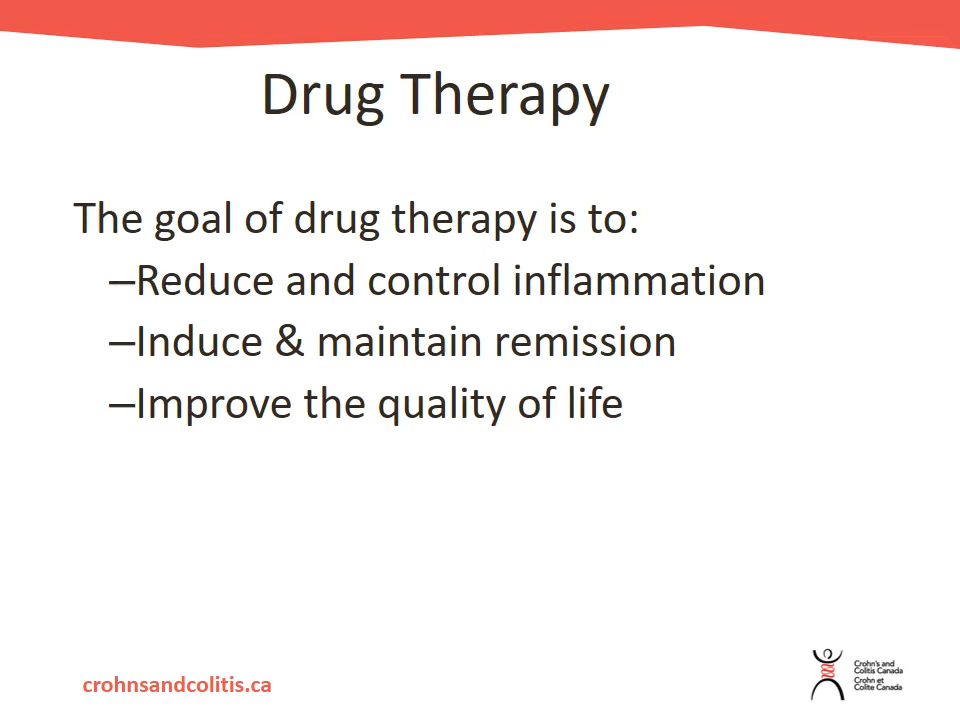 Drug Therapy
The goal of drug therapy is to:
–Reduce and control inflammation
–Induce & maintain remission
–Improve the quality of life
crohnsandcolitis.ca
Crohn's and
Colitis Canada
Crohn et
Colite Canada